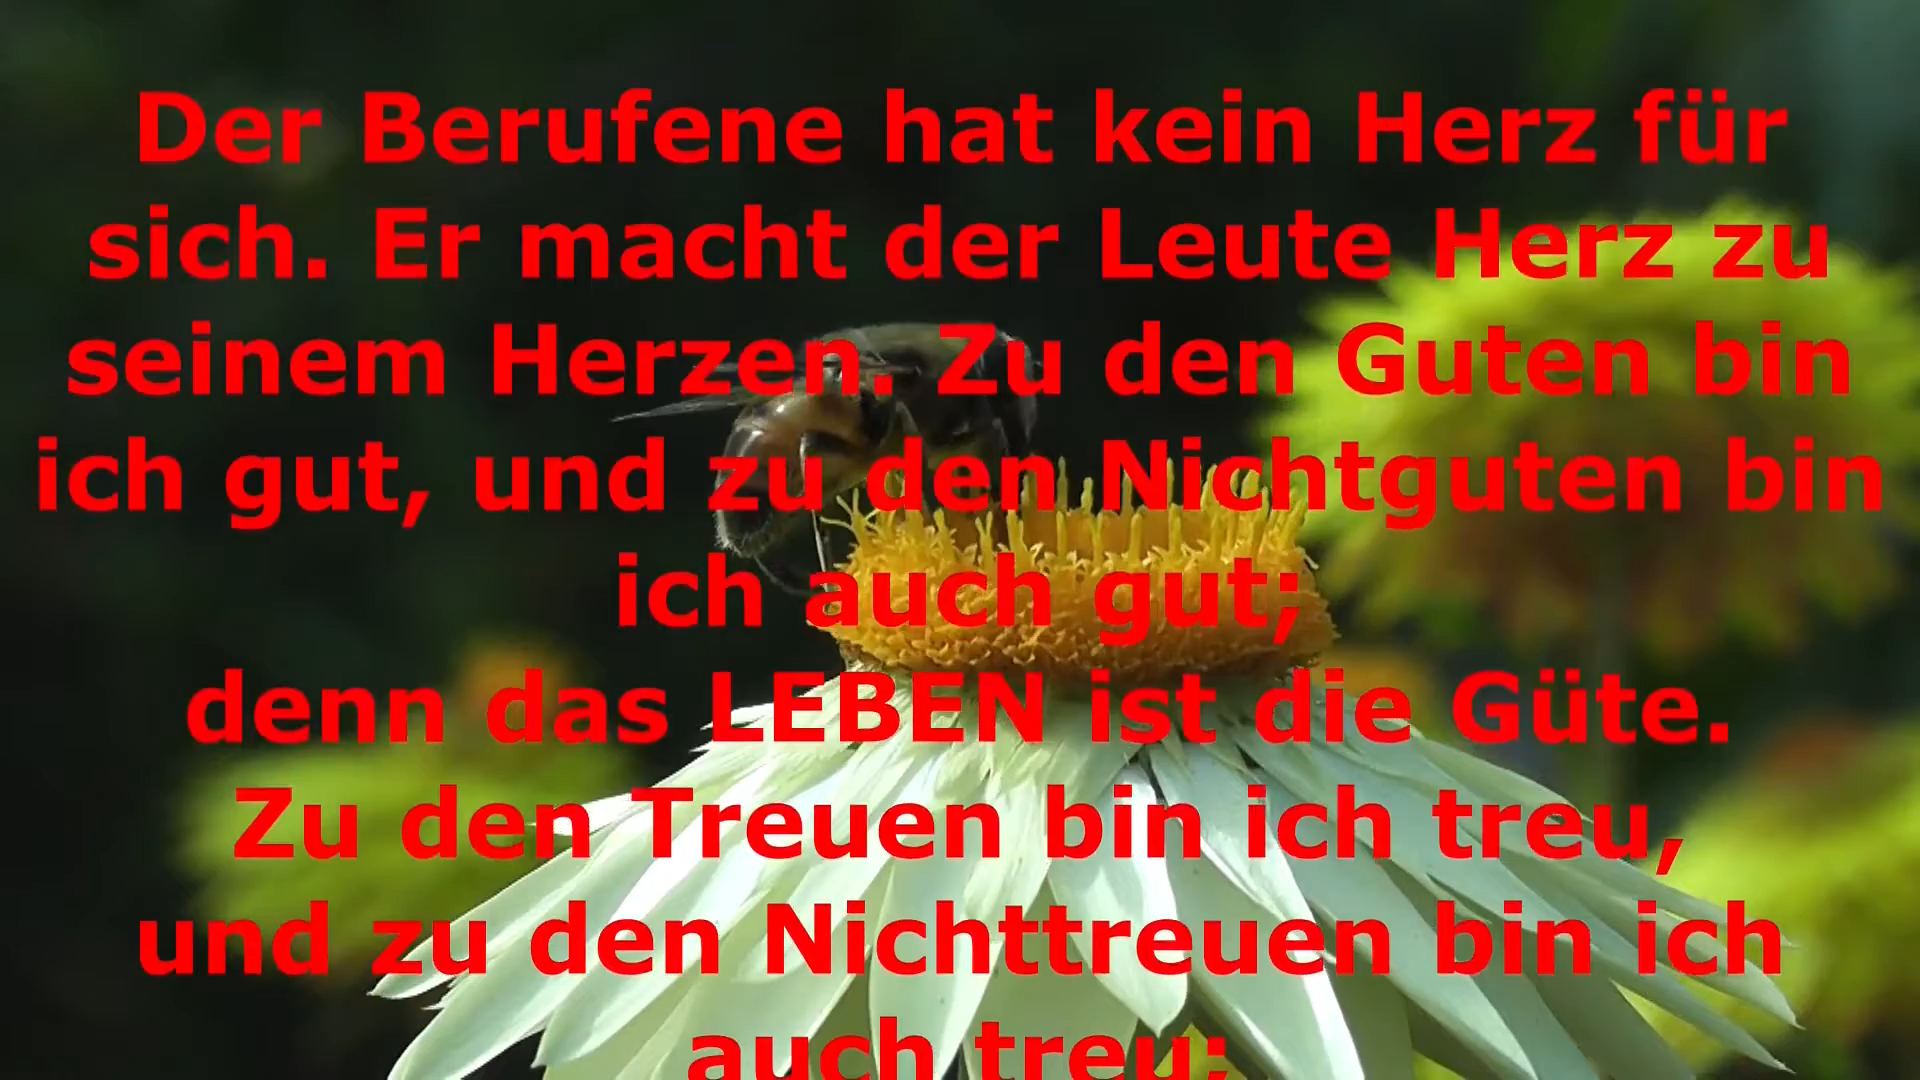 Der Berufene hat kein Herz für
sich. Er macht der Leute Herz zu
seinem Herzen. Zu den Guten bin
ich gut, und zu den Nichtguten bin
ich auch gut;
denn das LEBEN ist die Güte.
Zu den Treuen bin ich treu,
und zu den Nichttreuen bin ich
auch treu;